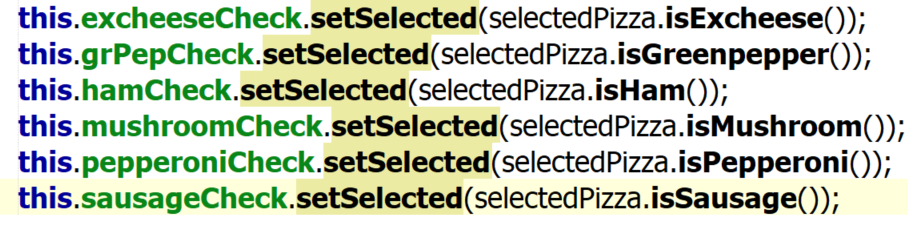 this.excheeseCheck.setSelected(selectedPizza.isExcheese());
this.grPepCheck.setSelected(selectedPizza.isGreenpepper());
this.hamCheck.setSelected(selectedPizza.isHam());
this.mushroomCheck.setSelected(selectedPizza.isMushroom());
this.pepperoniCheck.setSelected(selectedPizza.isPepperoni());
this.sausageCheck.setSelected(selectedPizza.isSausage());